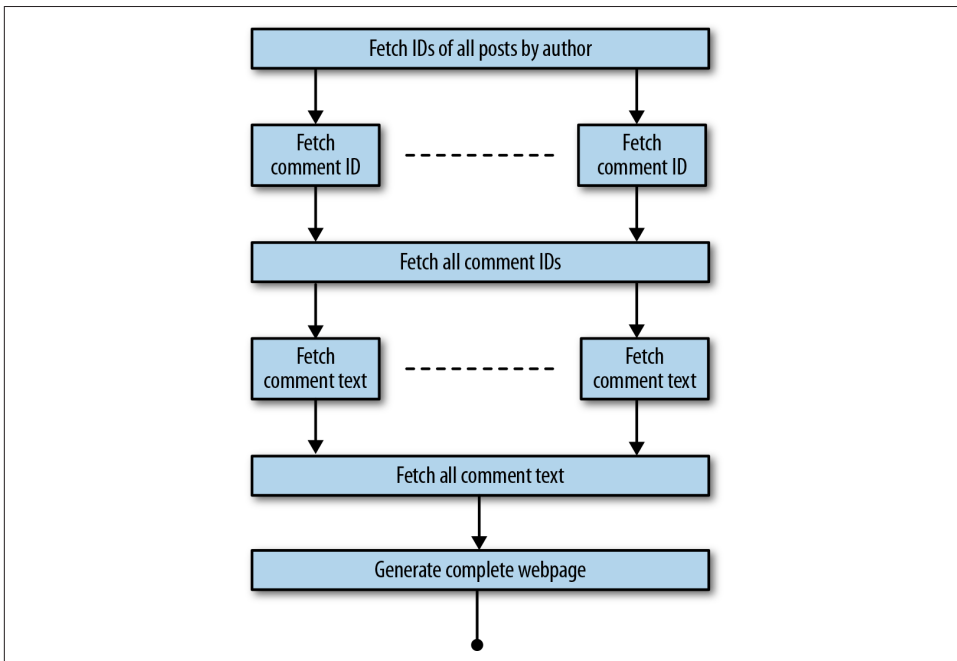 Fetch IDs of all posts by author
Fetch
comment ID
Fetch
comment ID
Fetch all comment IDs
Fetch
comment text
Fetch
comment text
Fetch all comment text
Generate complete webpage